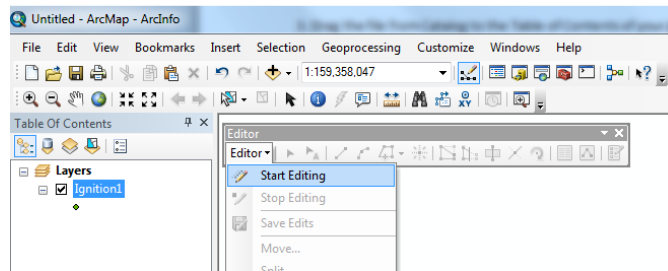 Untitled - ArcMap - ArcInfo
File Edit View Bookmarks Insert Selection Geoprocessing Customize Windows Help
1:159,358,047
Table Of Contents
Editor
Editor
Layers
Start Editing
Ignition1
Stop Editing
Save Edits
Move...
Split